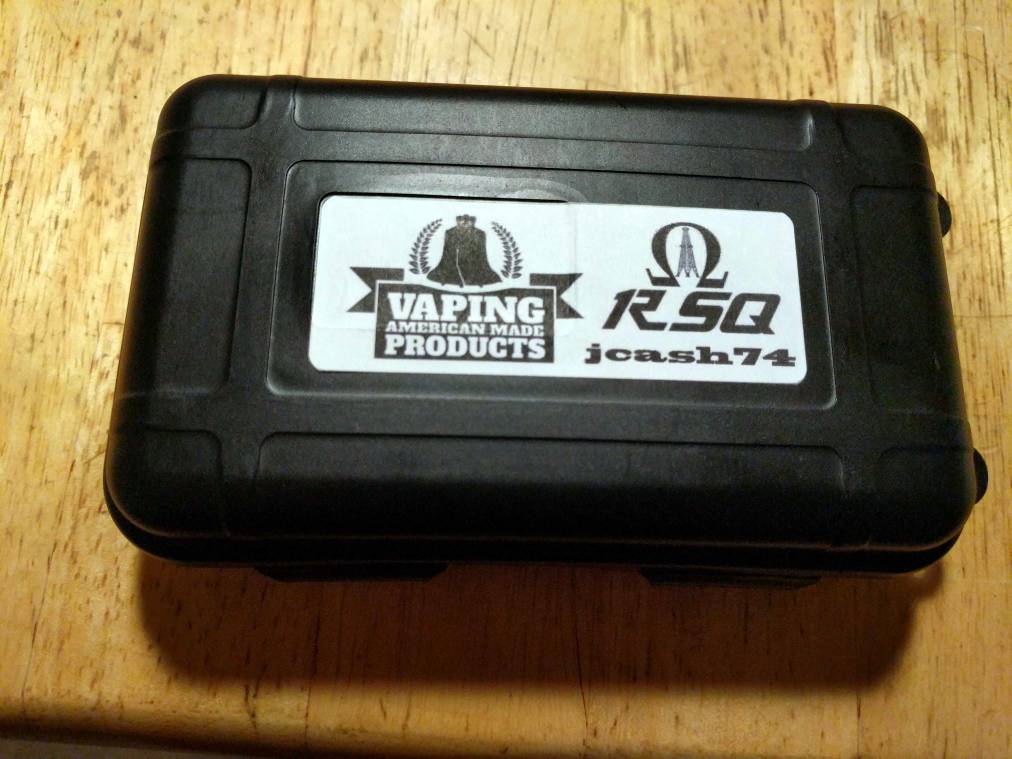 VAPING
AMERICAN MADE
PRODUCTS
Ω
RSQ
jcash74